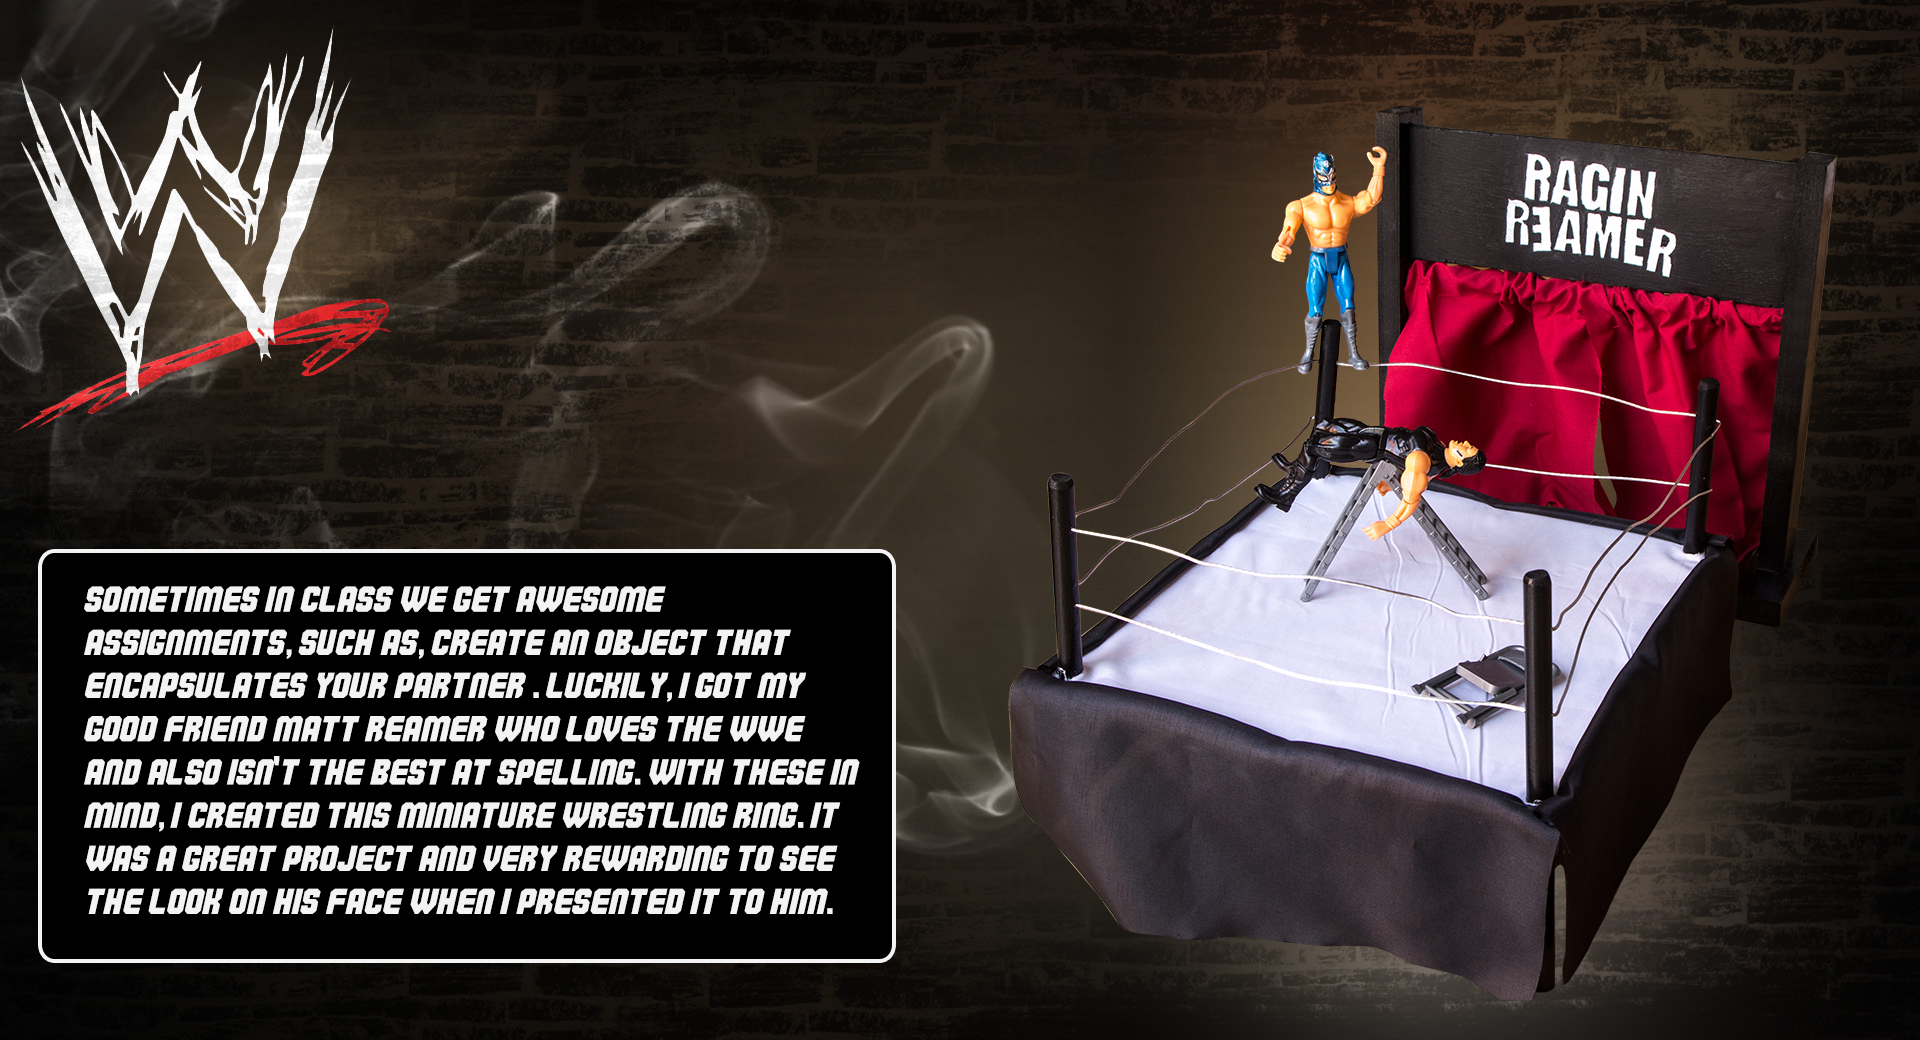 W
RAGIN
RƎAMER
SOMETIMES IN CLASS WE GET AWESOME
ASSIGNMENTS, SUCH AS, CREATE AN OBJECT THAT
ENCAPSULATES YOUR PARTNER . LUCKILY, I GOT MY
GOOD FRIEND MATT REAMER WHO LOVES THE WWE
AND ALSO ISN'T THE BEST AT SPELLING. WITH THESE IN
MIND, I CREATED THIS MINIATURE WRESTLING RING. IT
WAS A GREAT PROJECT AND VERY REWARDING TO SEE
THE LOOK ON HIS FACE WHEN I PRESENTED IT TO HIM.